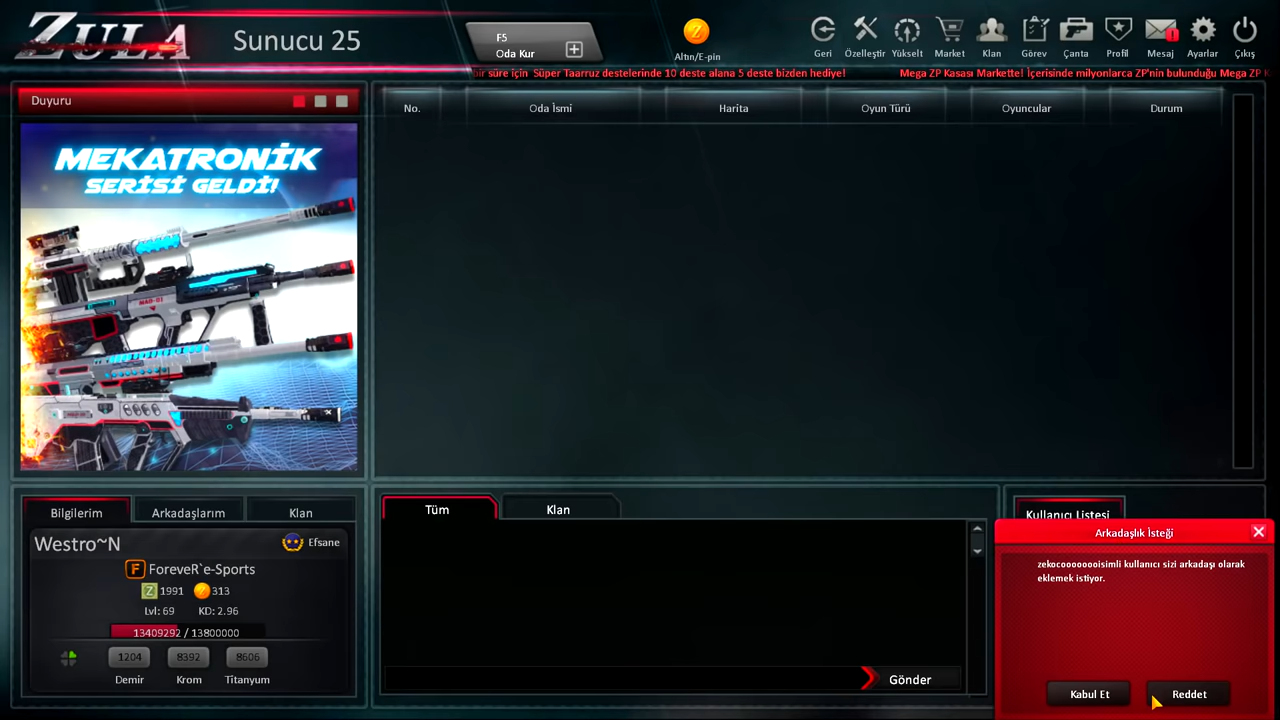 ZULA
Sunucu 25
F5
Oda Kur
Altın/E-pin
Geri
Özelleştir
Yükselt
Market
Klan
Görev
Çanta
Profil
Mesaj
Ayarlar
Çıkış
bir süre için Süper Taarruz destelerinde 10 deste alana 5 deste bizden hediye! Mega ZP Kasası Markette! İçerisinde milyonlarca ZP'nin bulunduğu Mega ZP
Duyuru
MEKATRONİK
SERİSİ GELDİ!
MAD-01
No.
Oda İsmi
Harita
Oyun Türü
Oyuncular
Durum
Bilgilerim
Arkadaşlarım
Klan
Westro~N
Efsane
F ForeveR`e-Sports
Z 1991 Z 313
Lvl: 69 KD: 2.96
13409292 / 13800000
1204
8392
8606
Demir
Krom
Titanyum
Tüm
Klan
Gönder
Kullanıcı Listesi
Arkadaşlık İsteği
zekocoooooooisimli kullanıcı sizi arkadaşı olarak
eklemek istiyor.
Kabul Et
Reddet